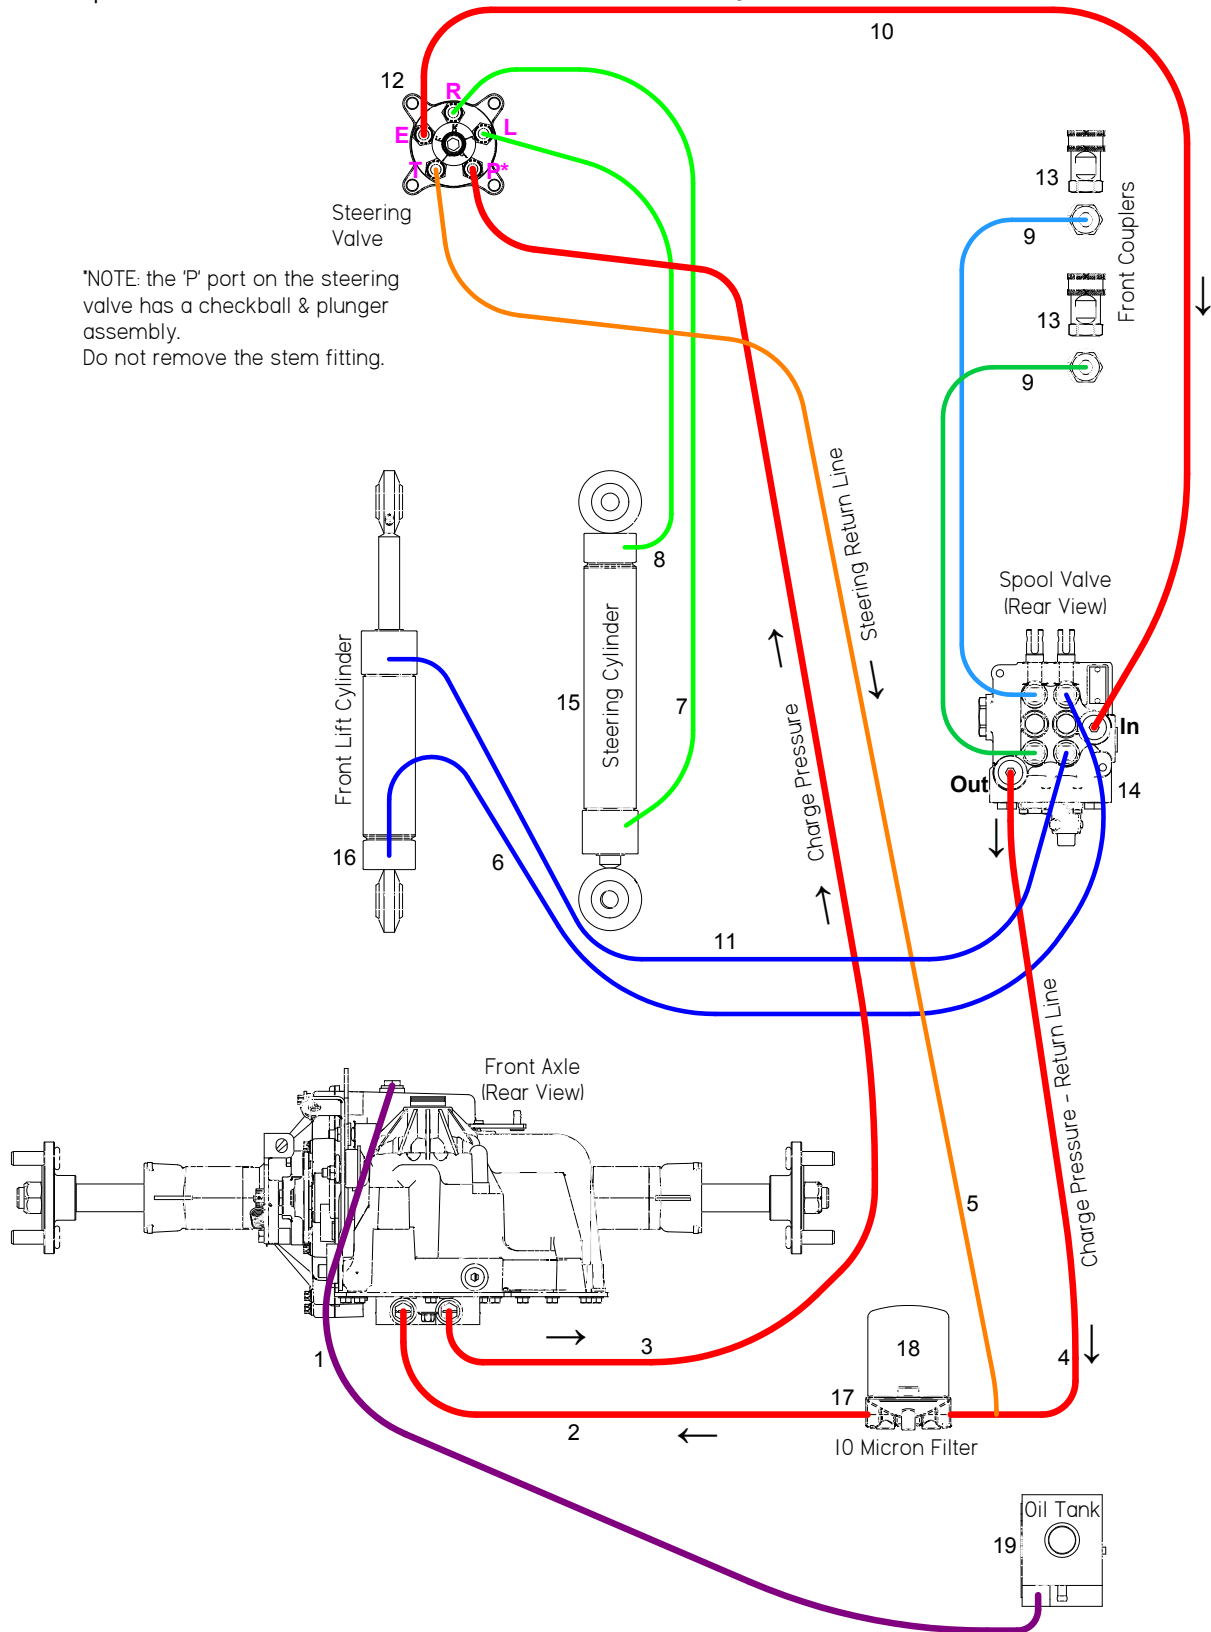 10
12
R
E
L
T
P*
Steering
Valve
"NOTE: the 'P' port on the steering
valve has a checkball & plunger
assembly.
Do not remove the stem fitting.
13
9
13
9
Front Couplers
Steering Return Line
8
Spool Valve
(Rear View)
Front Lift Cylinder
Steering Cylinder
15
7
Charge Pressure
In
Out
14
16
6
11
Charge Pressure - Return Line
Front Axle
(Rear View)
5
1
3
18
4
17
2
10 Micron Filter
Oil Tank
19